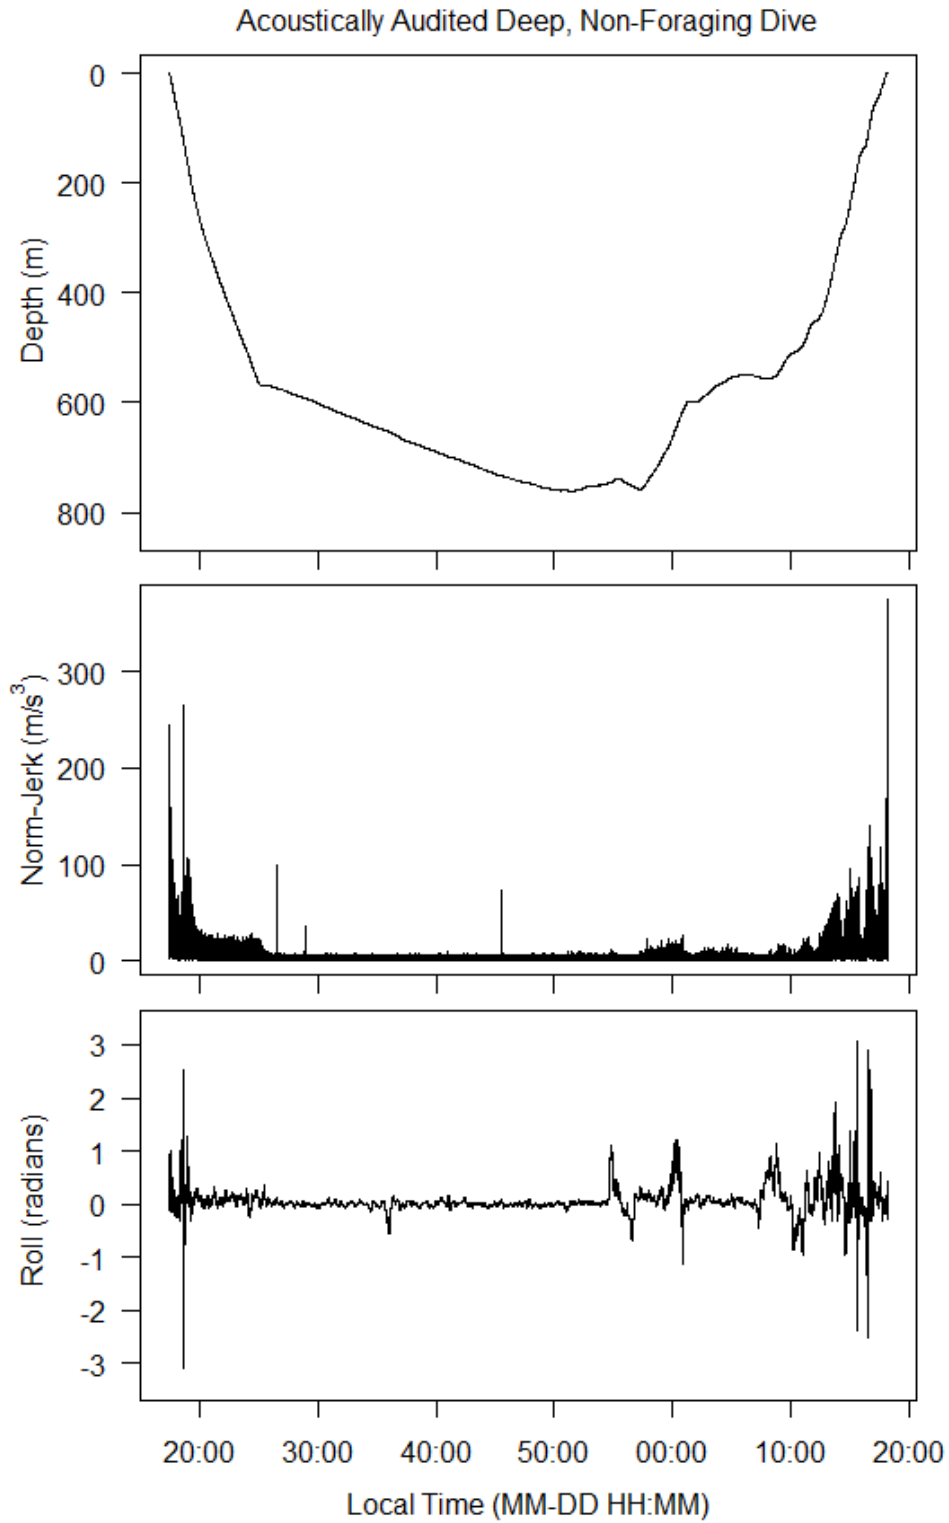 Acoustically Audited Deep, Non-Foraging Dive
Depth (m)
0
200
400
600
800
Norm-Jerk (m/s³)
300
200
100
0
Roll (radians)
3
2
1
0
-1
-2
-3
20:00 30:00 40:00 50:00 00:00 10:00 20:00
Local Time (MM-DD HH:MM)